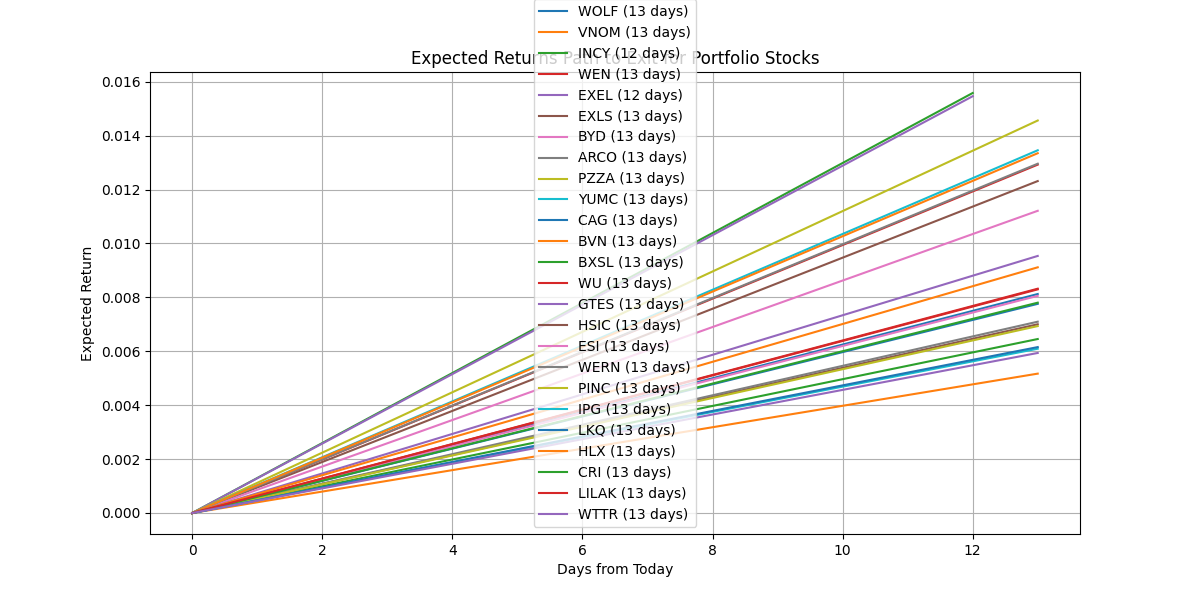 WOLF (13 days)
VNOM (13 days)
INCY (12 days)
Expected Returns Path to Exit for Portfolio Stocks
WEN (13 days)
EXEL (12 days)
EXLS (13 days)
BYD (13 days)
ARCO (13 days)
PZZA (13 days)
YUMC (13 days)
CAG (13 days)
BVN (13 days)
BXSL (13 days)
WU (13 days)
GTES (13 days)
HSIC (13 days)
ESI (13 days)
WERN (13 days)
PINC (13 days)
IPG (13 days)
LKQ (13 days)
HLX (13 days)
CRI (13 days)
LILAK (13 days)
WTTR (13 days)
0.016
0.014
0.012
0.010
0.008
0.006
0.004
0.002
0.000
Expected Return
0 2 4 6 8 10 12
Days from Today